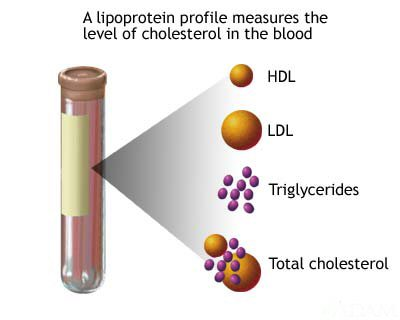 A lipoprotein profile measures the
level of cholesterol in the blood
HDL
LDL
Triglycerides
Total cholesterol